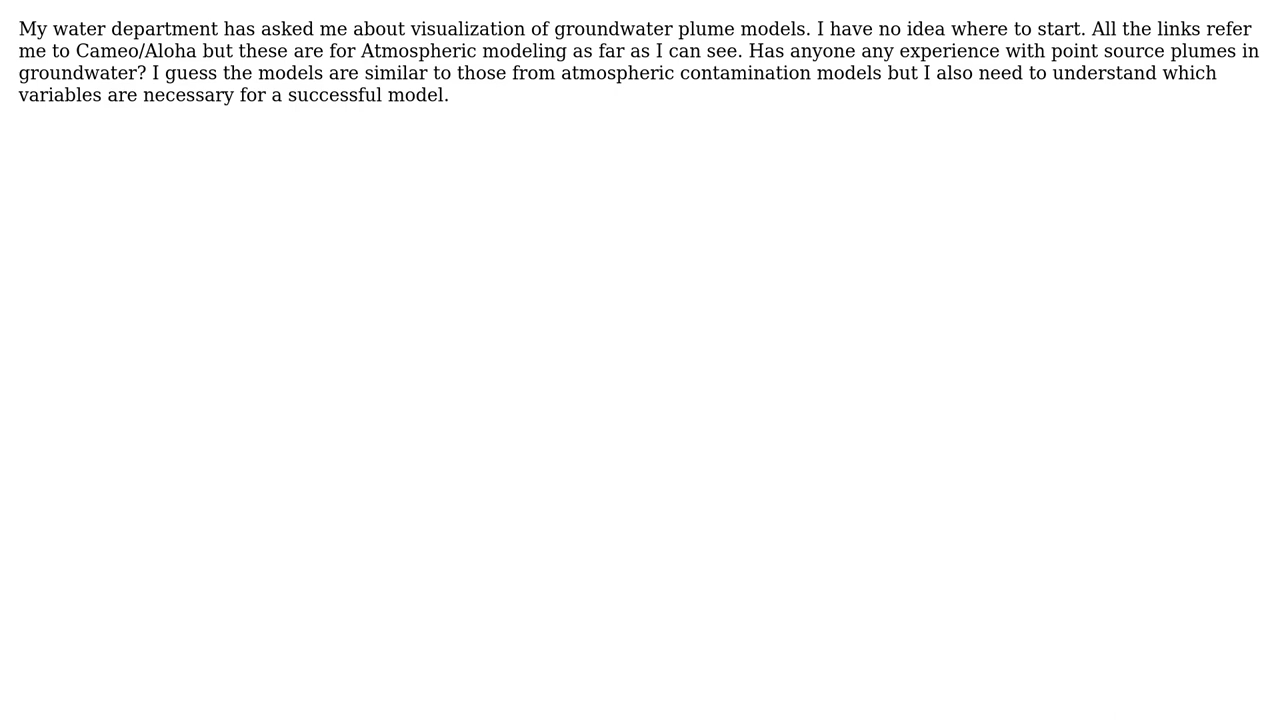 My water department has asked me about visualization of groundwater plume models. I have no idea where to start. All the links refer
me to Cameo/Aloha but these are for Atmospheric modeling as far as I can see. Has anyone any experience with point source plumes in
groundwater? I guess the models are similar to those from atmospheric contamination models but I also need to understand which
variables are necessary for a successful model.